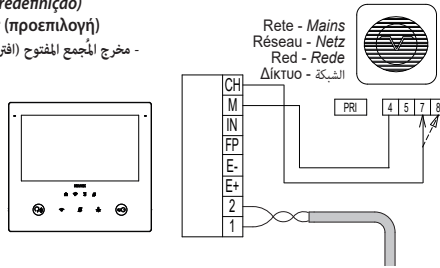 redefinição)
(προεπιλογή)
- مخرج المُجمع المفتوح (افتر
Rete - Mains
Réseau - Netz
Red - Rede
Δίκτυο - الشبكة
PRI
4 5 7 8
CH
M
IN
FP
E-
E+
2
1